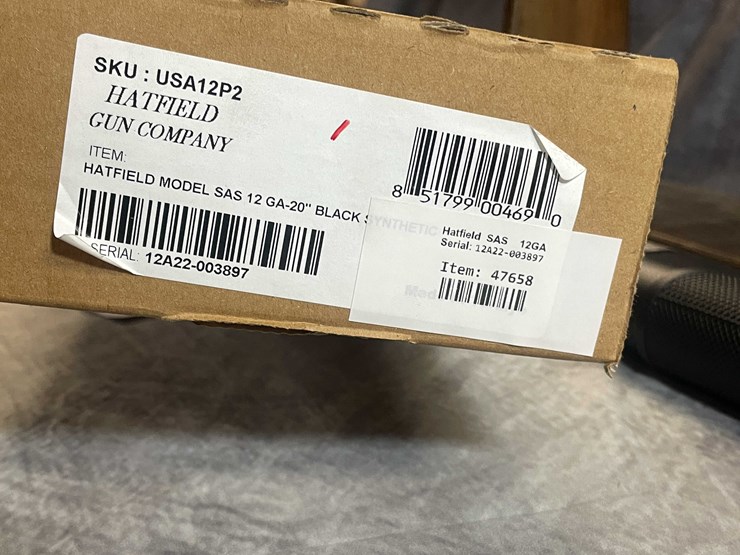 SKU : USA12P2
HATFIELD
GUN COMPANY
ITEM:
HATFIELD MODEL SAS 12 GA-20" BLACK SYNTHETIC
SERIAL: 12A22-003897
8 51799 00469 0
Hatfield SAS 12GA
Serial: 12A22-003897
Item: 47658
Mad